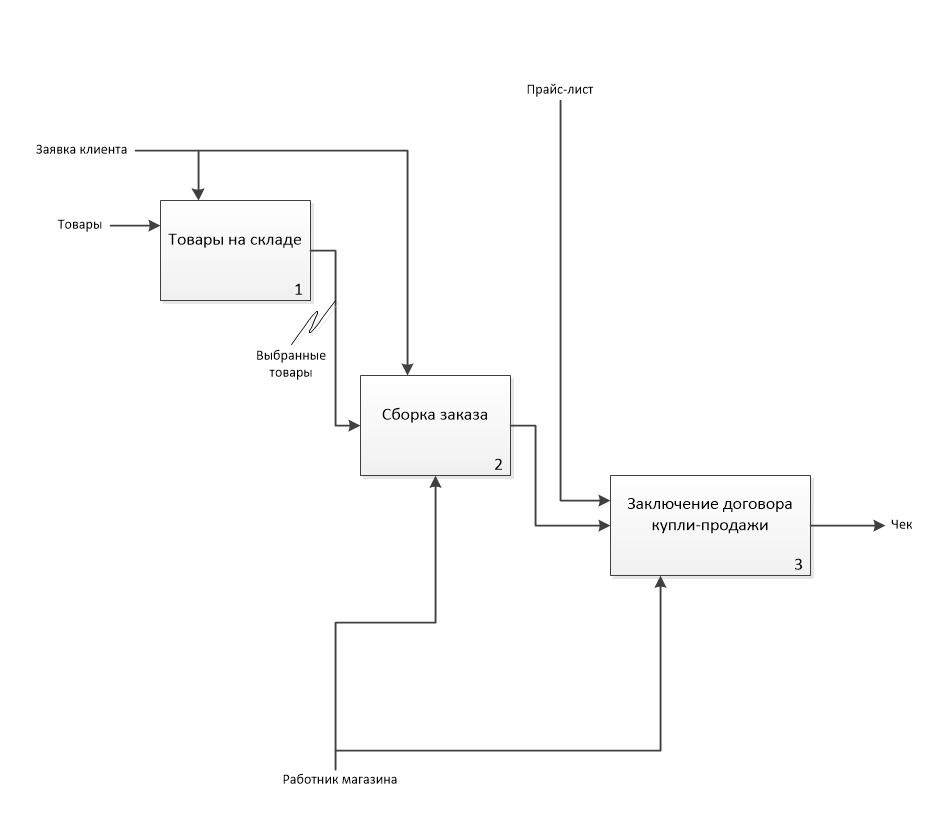 Прайс-лист
Заявка клиента
Товары
Товары на складе
1
Выбранные
товары
Сборка заказа
2
Заключение договора
купли-продажи
3
Чек
Работник магазина